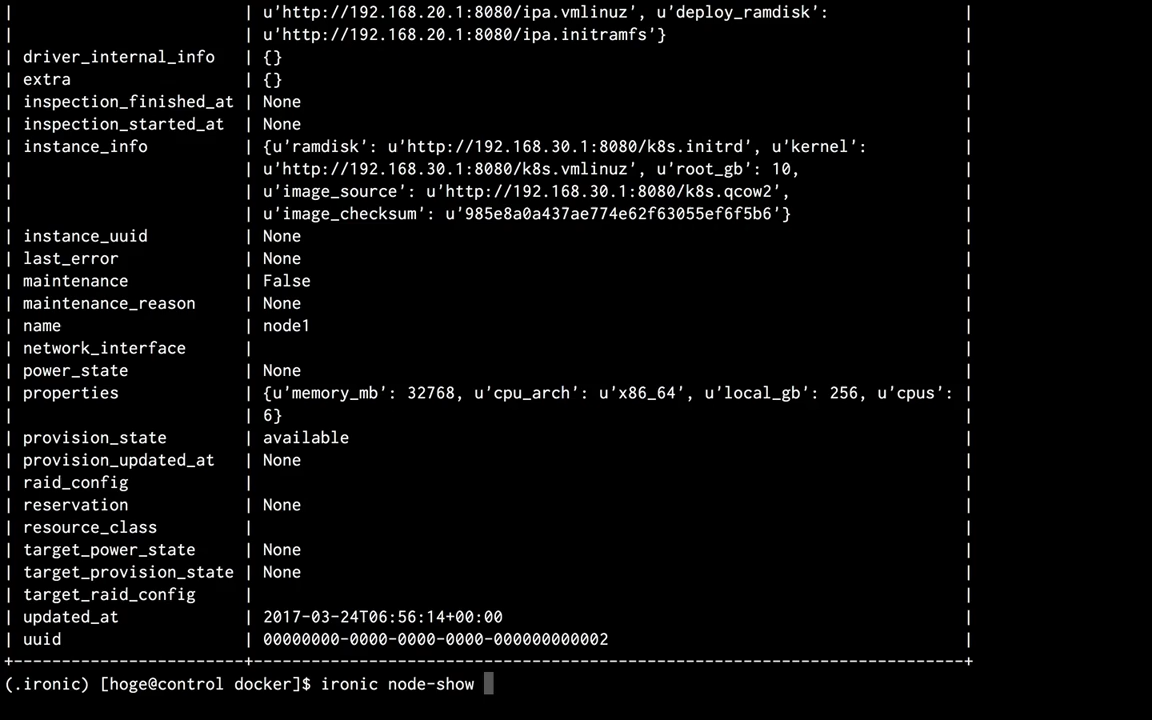 |                        | u'http://192.168.20.1:8080/ipa.vmlinuz', u'deploy_ramdisk':              |
|                        | u'http://192.168.20.1:8080/ipa.initramfs'}                               |
| driver_internal_info   | {}                                                                       |
| extra                  | {}                                                                       |
| inspection_finished_at | None                                                                     |
| inspection_started_at  | None                                                                     |
| instance_info          | {u'ramdisk': u'http://192.168.30.1:8080/k8s.initrd', u'kernel':          |
|                        | u'http://192.168.30.1:8080/k8s.vmlinuz', u'root_gb': 10,                 |
|                        | u'image_source': u'http://192.168.30.1:8080/k8s.qcow2',                  |
|                        | u'image_checksum': u'985e8a0a437ae774e62f63055ef6f5b6'}                  |
| instance_uuid          | None                                                                     |
| last_error             | None                                                                     |
| maintenance            | False                                                                    |
| maintenance_reason     | None                                                                     |
| name                   | node1                                                                    |
| network_interface      |                                                                          |
| power_state            | None                                                                     |
| properties             | {u'memory_mb': 32768, u'cpu_arch': u'x86_64', u'local_gb': 256, u'cpus': |
|                        | 6}                                                                       |
| provision_state        | available                                                                |
| provision_updated_at   | None                                                                     |
| raid_config            |                                                                          |
| reservation            | None                                                                     |
| resource_class         |                                                                          |
| target_power_state     | None                                                                     |
| target_provision_state | None                                                                     |
| target_raid_config     |                                                                          |
| updated_at             | 2017-03-24T06:56:14+00:00                                                |
| uuid                   | 00000000-0000-0000-0000-000000000002                                     |
+------------------------+--------------------------------------------------------------------------+
(.ironic) [hoge@control docker]$ ironic node-show